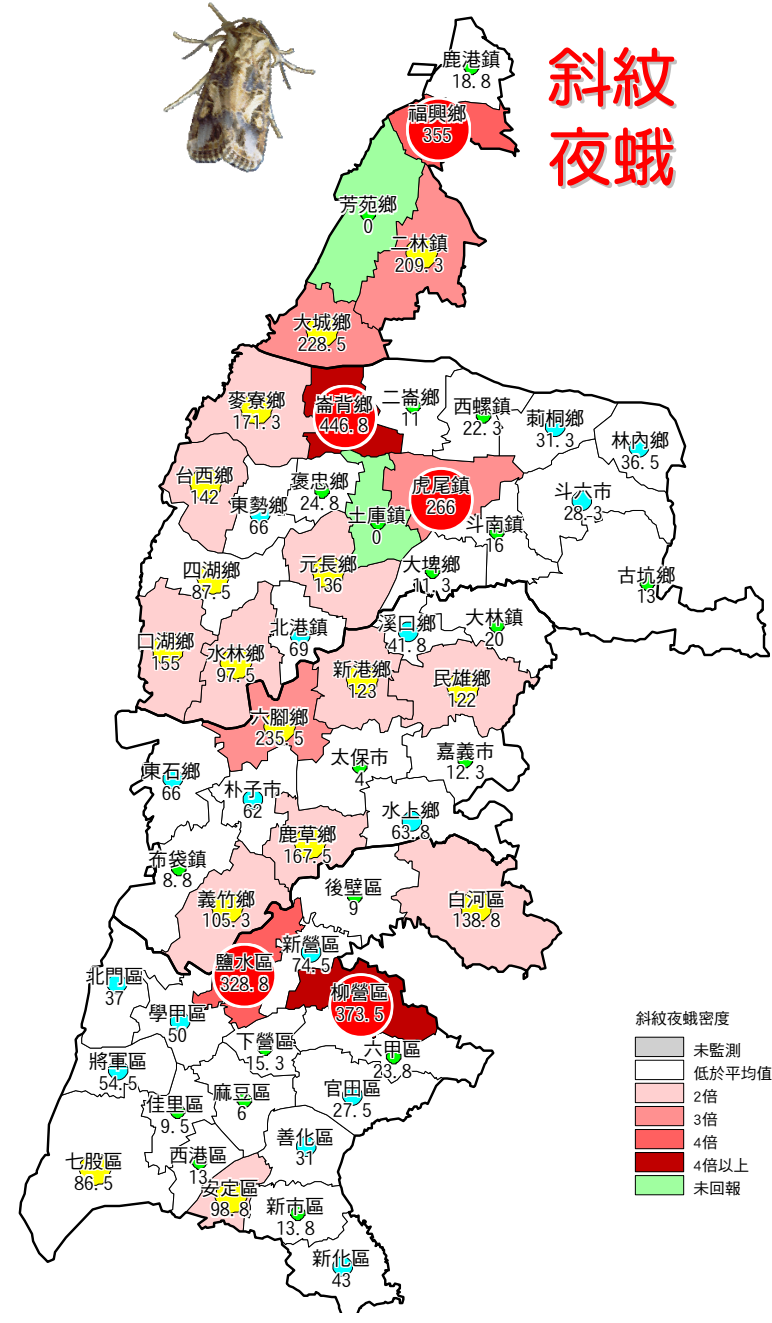 斜紋
夜蛾
鹿港鎮
18.8
福興鄉
355
芳苑鄉
0
二林鎮
209.3
大城鄉
228.5
麥寮鄉
171.3
崙背鄉
446.8
二崙鄉
11
西螺鎮
22.3
莿桐鄉
31.3
林內鄉
36.5
台西鄉
142
東勢鄉
66
褒忠鄉
24.8
土庫鎮
0
虎尾鎮
266
斗南鎮
16
斗六市
28.3
古坑鄉
13
四湖鄉
87.5
元長鄉
136
大埤鄉
11.3
口湖鄉
155
水林鄉
97.5
北港鎮
69
溪口鄉
41.8
大林鎮
20
新港鄉
123
民雄鄉
122
六腳鄉
235.5
東石鄉
66
朴子市
62
太保市
4
嘉義市
12.3
水上鄉
63.8
鹿草鄉
167.5
布袋鎮
8.8
義竹鄉
105.3
後壁區
9
白河區
138.8
鹽水區
328.8
新營區
74.5
柳營區
373.5
北門區
37
學甲區
50
下營區
15.3
六甲區
23.8
將軍區
54.5
佳里區
9.5
麻豆區
6
官田區
27.5
七股區
86.5
西港區
13
善化區
31
安定區
98.8
新市區
13.8
新化區
43
斜紋夜蛾密度
未監測
低於平均值
2倍
3倍
4倍
4倍以上
未回報